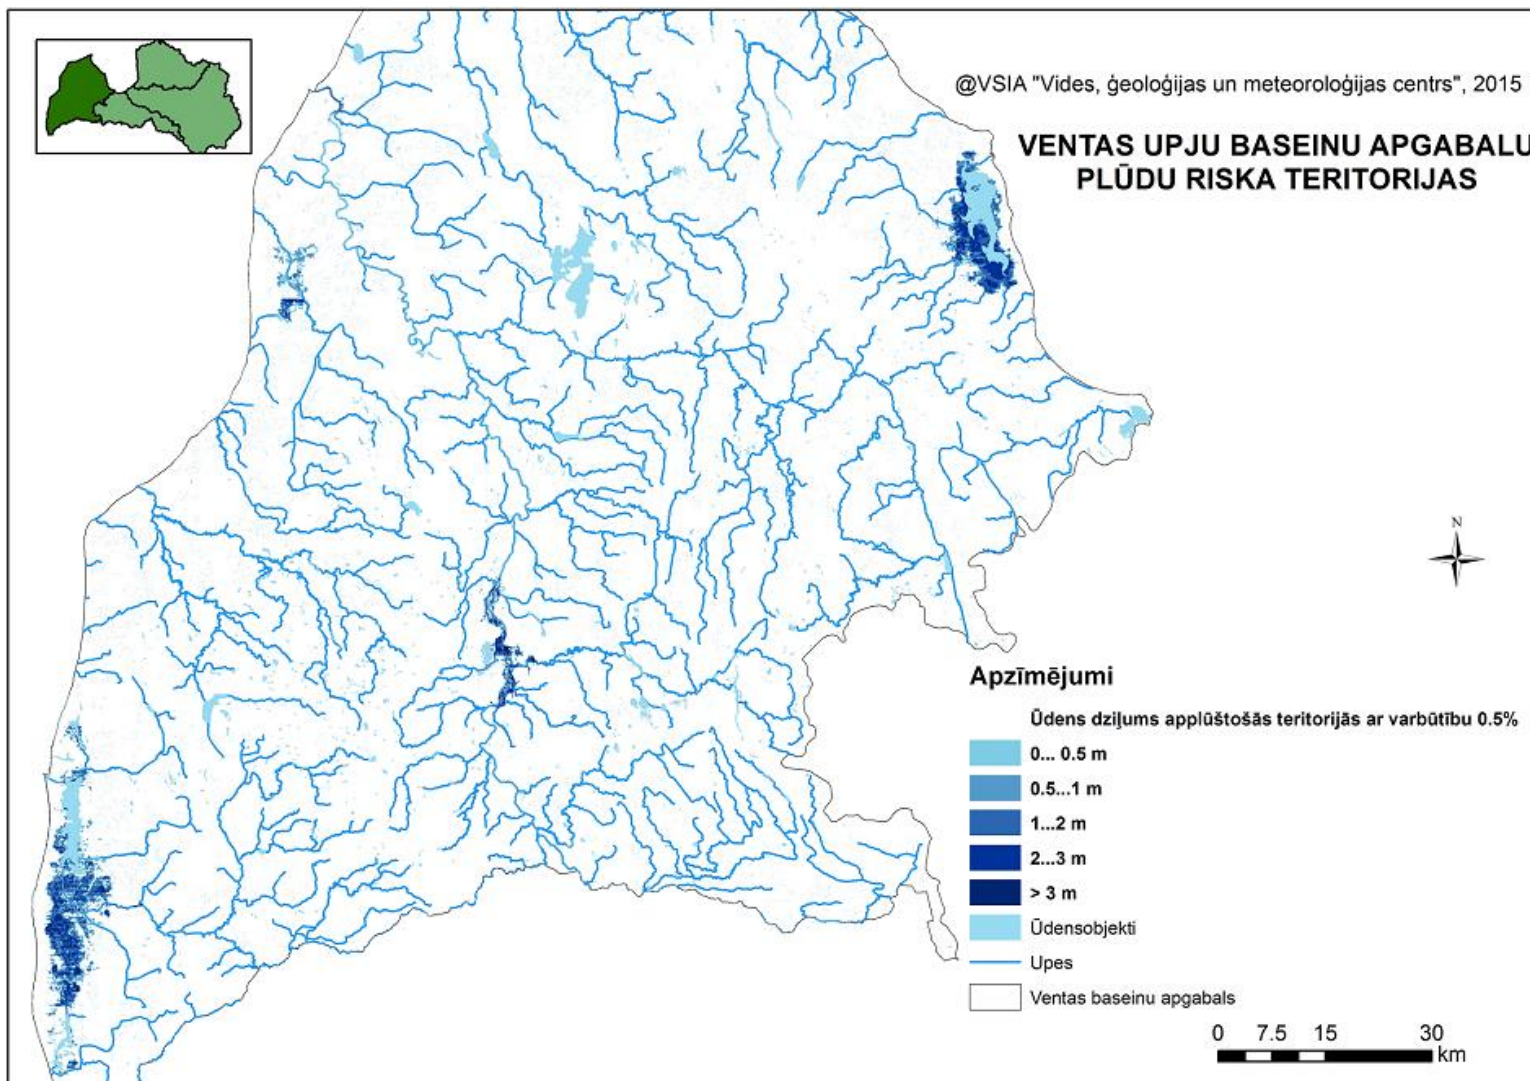 @VSIA "Vides, ģeoloģijas un meteoroloģijas centrs", 2015
VENTAS UPJU BASEINU APGABALU
PLŪDU RISKA TERITORIJAS
N
Apzīmējumi
Ūdens dziļums applūstošās teritorijās ar varbūtību 0.5%
0... 0.5 m
0.5...1 m
1...2 m
2...3 m
> 3 m
Ūdensobjekti
Upes
Ventas baseinu apgabals
0 7.5 15 30
km